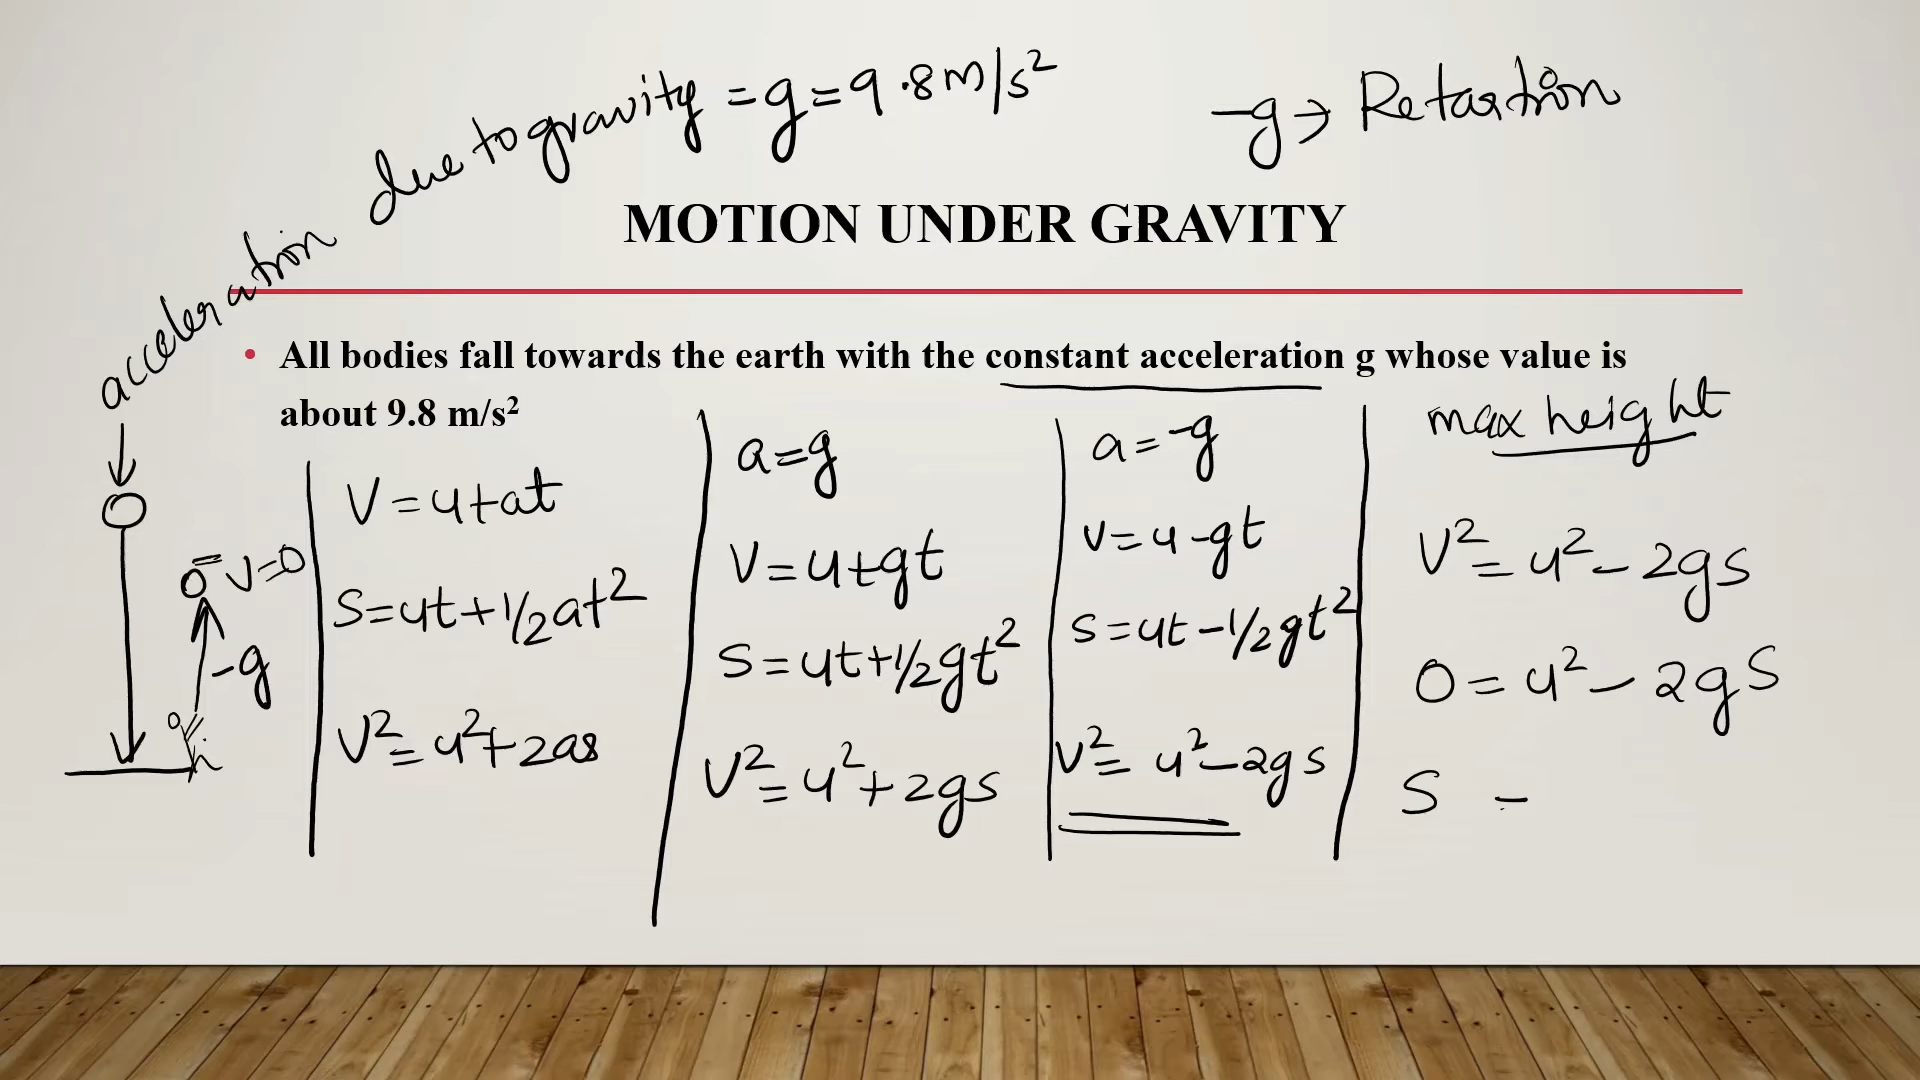 acceleration due to gravity = g = 9.8 m/s²
-g → Retartion
MOTION UNDER GRAVITY
• All bodies fall towards the earth with the constant acceleration g whose value is
about 9.8 m/s²
V=0
-g
V = u+at
S=ut+1/2at²
V²=u²+2as
a=g
V=u+gt
S=ut+1/2gt²
V²=u²+2gs
a=-g
v=u-gt
s=ut-1/2gt²
V²=u²-2gs
max height
V²=u²-2gs
0=u²-2gs
S =